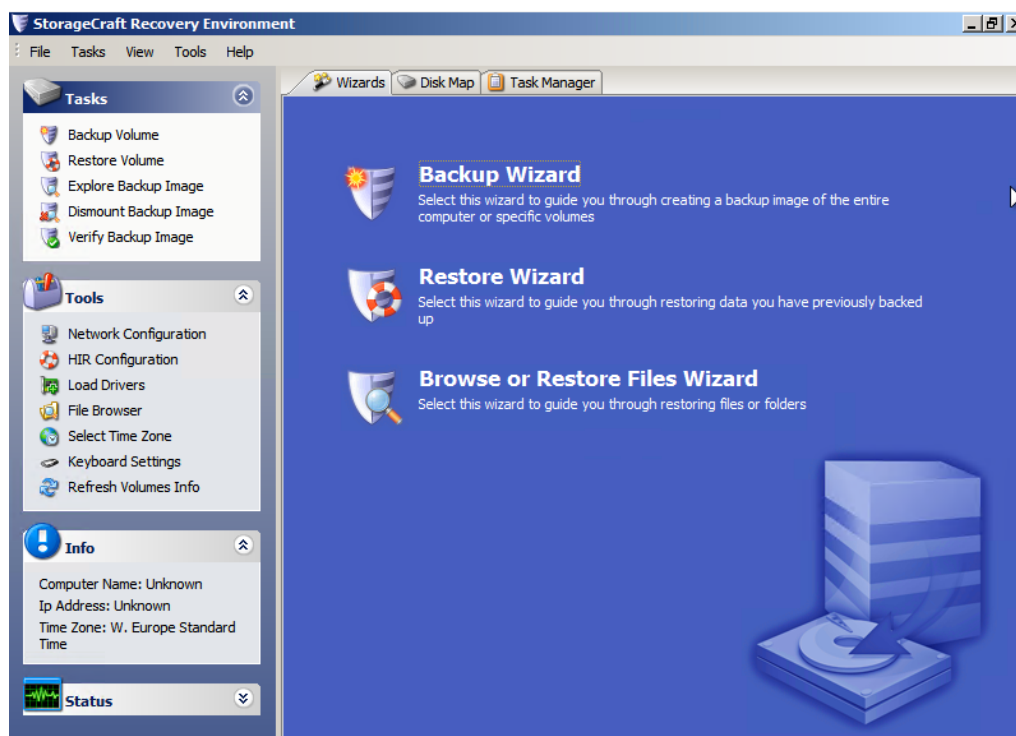 StorageCraft Recovery Environment
File Tasks View Tools Help
Wizards Disk Map Task Manager
Tasks
Backup Volume
Restore Volume
Explore Backup Image
Dismount Backup Image
Verify Backup Image
Tools
Network Configuration
HIR Configuration
Load Drivers
File Browser
Select Time Zone
Keyboard Settings
Refresh Volumes Info
Info
Computer Name: Unknown
Ip Address: Unknown
Time Zone: W. Europe Standard
Time
Status
Backup Wizard
Select this wizard to guide you through creating a backup image of the entire
computer or specific volumes
Restore Wizard
Select this wizard to guide you through restoring data you have previously backed
up
Browse or Restore Files Wizard
Select this wizard to guide you through restoring files or folders